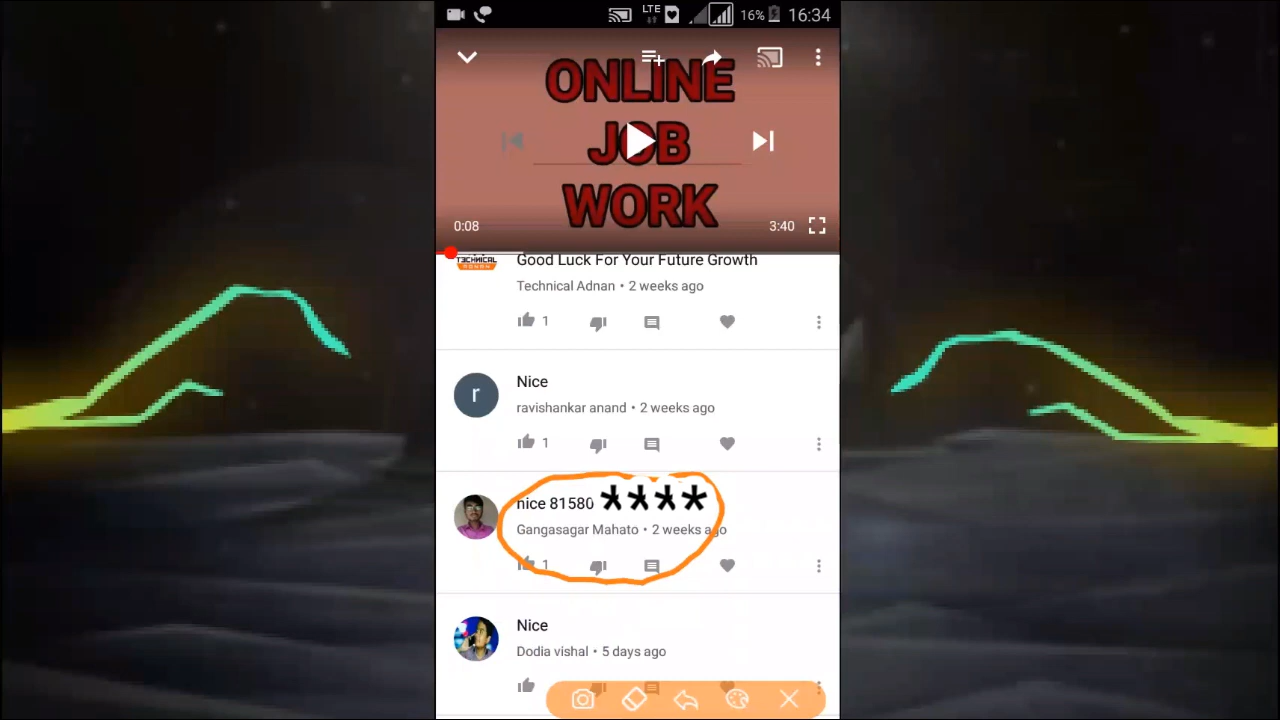 LTE 16% 16:34
ONLINE
JOB
WORK
0:08 3:40
TECHNICAL
ADNAN
Good Luck For Your Future Growth
Technical Adnan • 2 weeks ago
1
r
Nice
ravishankar anand • 2 weeks ago
1
nice 81580 ****
Gangasagar Mahato • 2 weeks ago
1
Nice
Dodia vishal • 5 days ago